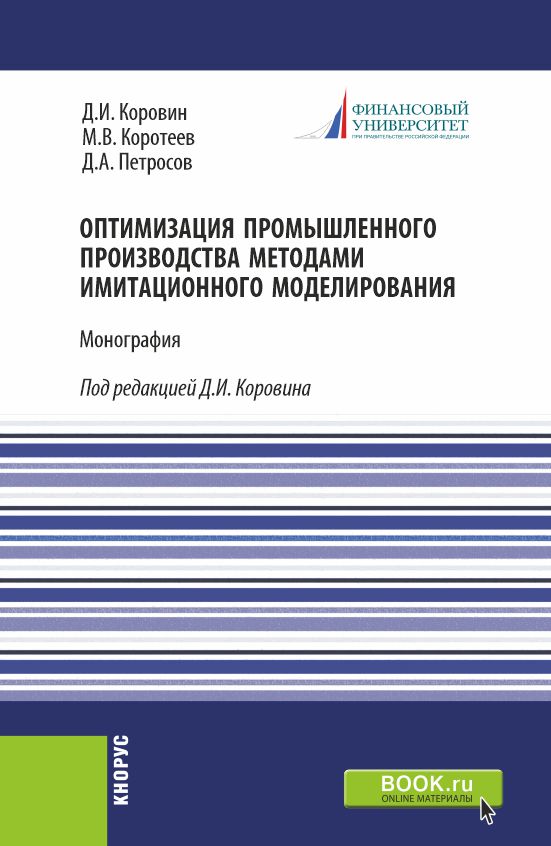 Д.И. Коровин
М.В. Коротеев
Д.А. Петросов
ФИНАНСОВЫЙ
УНИВЕРСИТЕТ
ПРИ ПРАВИТЕЛЬСТВЕ РОССИЙСКОЙ ФЕДЕРАЦИИ
ОПТИМИЗАЦИЯ ПРОМЫШЛЕННОГО
ПРОИЗВОДСТВА МЕТОДАМИ
ИМИТАЦИОННОГО МОДЕЛИРОВАНИЯ
Монография
Под редакцией Д.И. Коровина
КНОРУС
BOOK.ru
ONLINE МАТЕРИАЛЫ